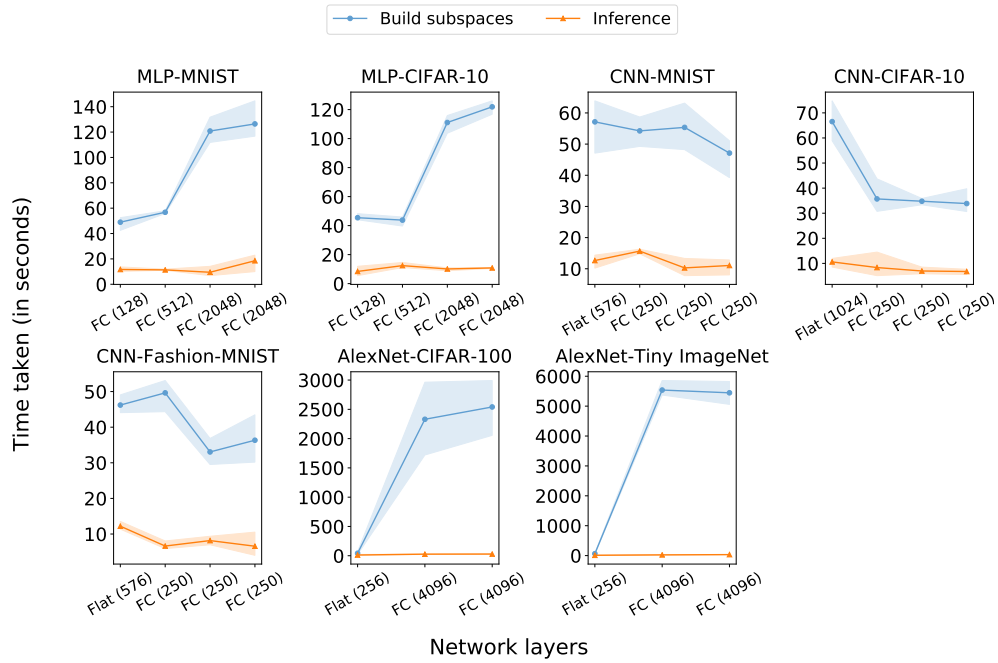 Build subspaces Inference
MLP-MNIST
140
120
100
80
60
40
20
0
FC (128) FC (512) FC (2048) FC (2048)
MLP-CIFAR-10
120
100
80
60
40
20
0
FC (128) FC (512) FC (2048) FC (2048)
CNN-MNIST
60
50
40
30
20
10
Flat (576) FC (250) FC (250) FC (250)
CNN-CIFAR-10
70
60
50
40
30
20
10
Flat (1024) FC (250) FC (250) FC (250)
Time taken (in seconds)
CNN-Fashion-MNIST
50
40
30
20
10
Flat (576) FC (250) FC (250) FC (250)
AlexNet-CIFAR-100
3000
2500
2000
1500
1000
500
0
Flat (256) FC (4096) FC (4096)
AlexNet-Tiny ImageNet
6000
5000
4000
3000
2000
1000
0
Flat (256) FC (4096) FC (4096)
Network layers